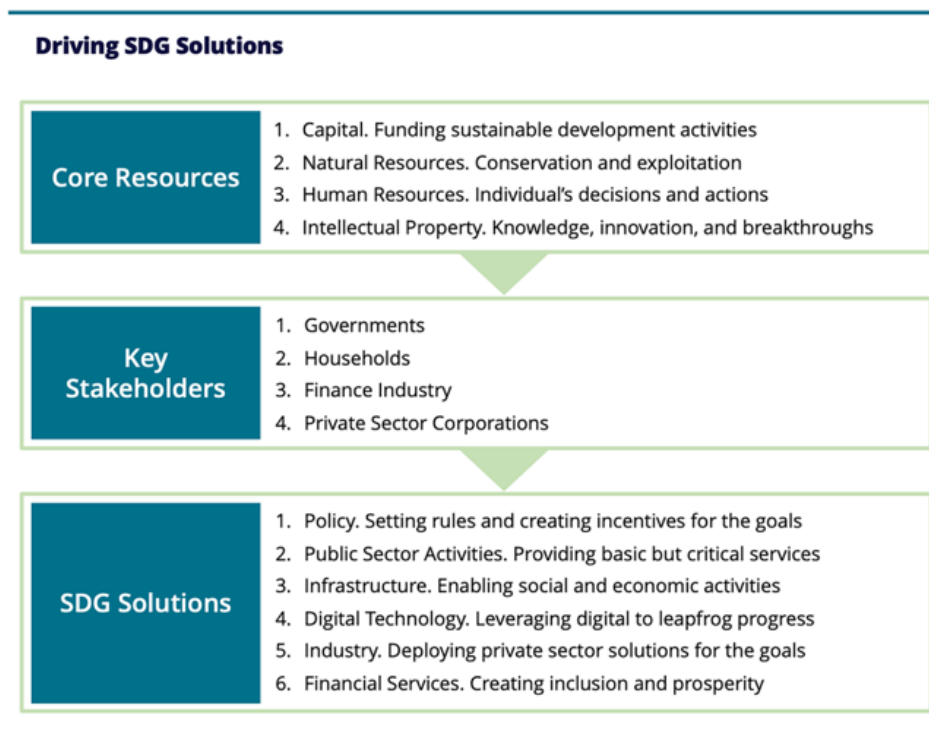 Driving SDG Solutions
Core Resources
1. Capital. Funding sustainable development activities
2. Natural Resources. Conservation and exploitation
3. Human Resources. Individual’s decisions and actions
4. Intellectual Property. Knowledge, innovation, and breakthroughs
Key
Stakeholders
1. Governments
2. Households
3. Finance Industry
4. Private Sector Corporations
SDG Solutions
1. Policy. Setting rules and creating incentives for the goals
2. Public Sector Activities. Providing basic but critical services
3. Infrastructure. Enabling social and economic activities
4. Digital Technology. Leveraging digital to leapfrog progress
5. Industry. Deploying private sector solutions for the goals
6. Financial Services. Creating inclusion and prosperity